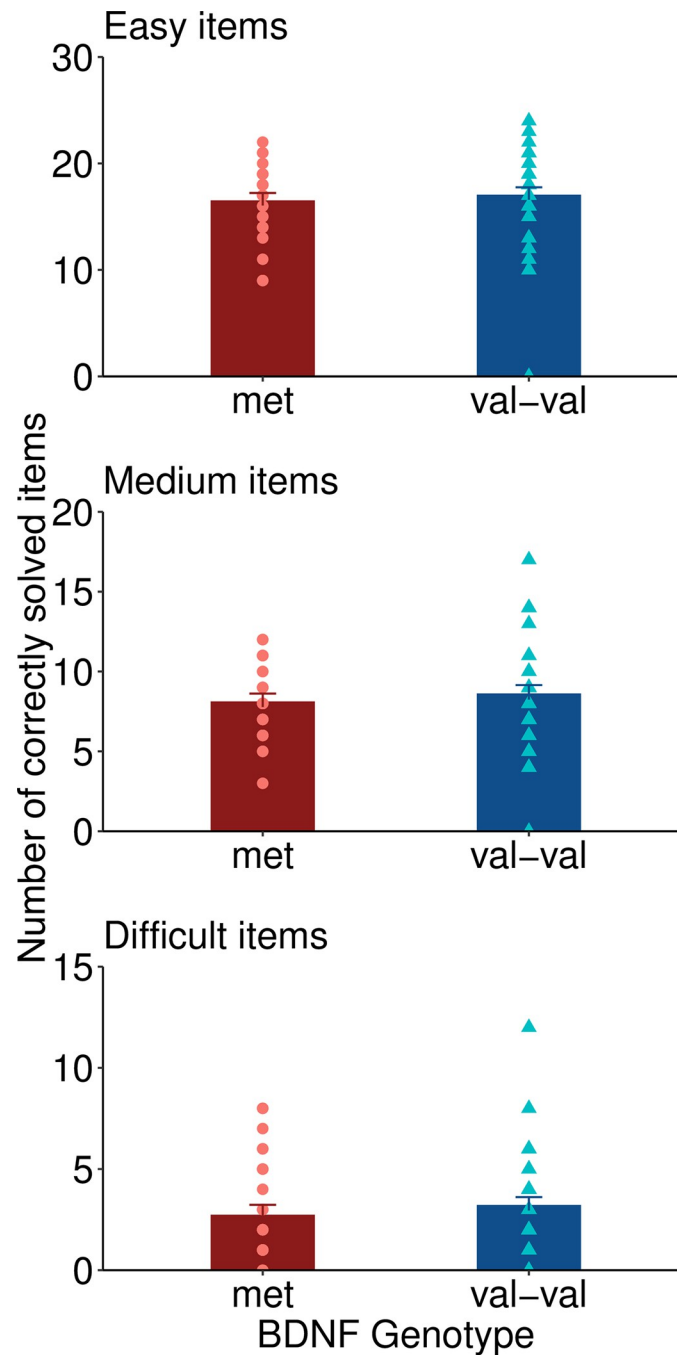 Easy items
30
20
10
0
met val–val
Number of correctly solved items
Medium items
20
15
10
5
0
met val–val
Difficult items
15
10
5
0
met val–val
BDNF Genotype